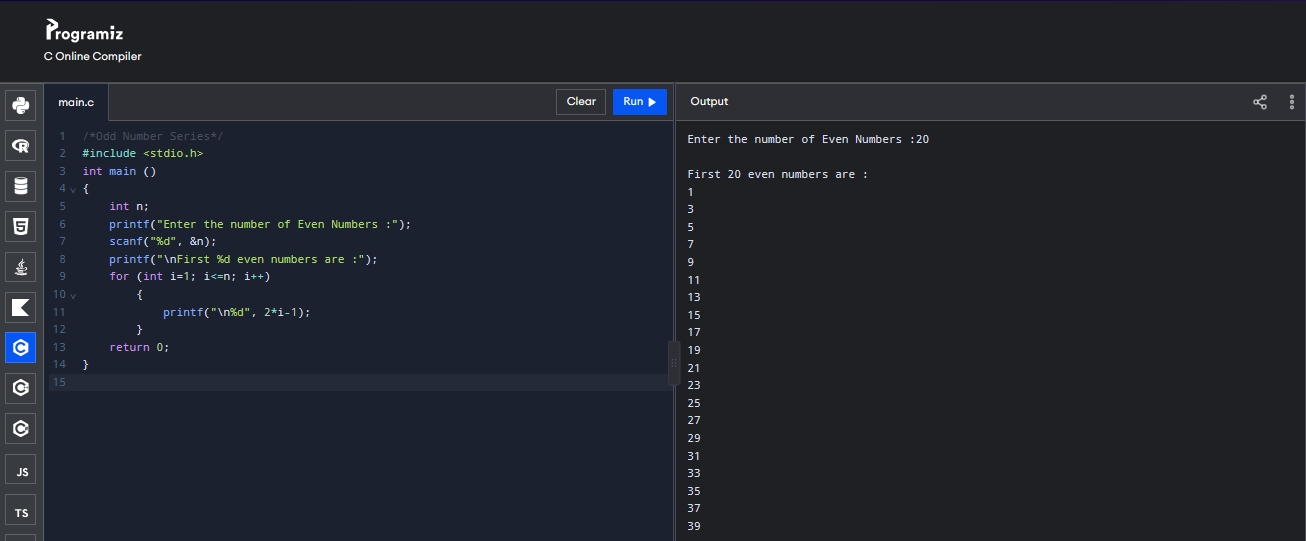 Programiz
C Online Compiler
main.c
Clear
Run
Output
1 /*Odd Number Series*/
2 #include <stdio.h>
3 int main ()
4 {
5     int n;
6     printf("Enter the number of Even Numbers :");
7     scanf("%d", &n);
8     printf("\nFirst %d even numbers are :");
9     for (int i=1; i<=n; i++)
10         {
11             printf("\n%d", 2*i-1);
12         }
13     return 0;
14 }
15
JS
TS
Enter the number of Even Numbers :20
First 20 even numbers are :
1
3
5
7
9
11
13
15
17
19
21
23
25
27
29
31
33
35
37
39